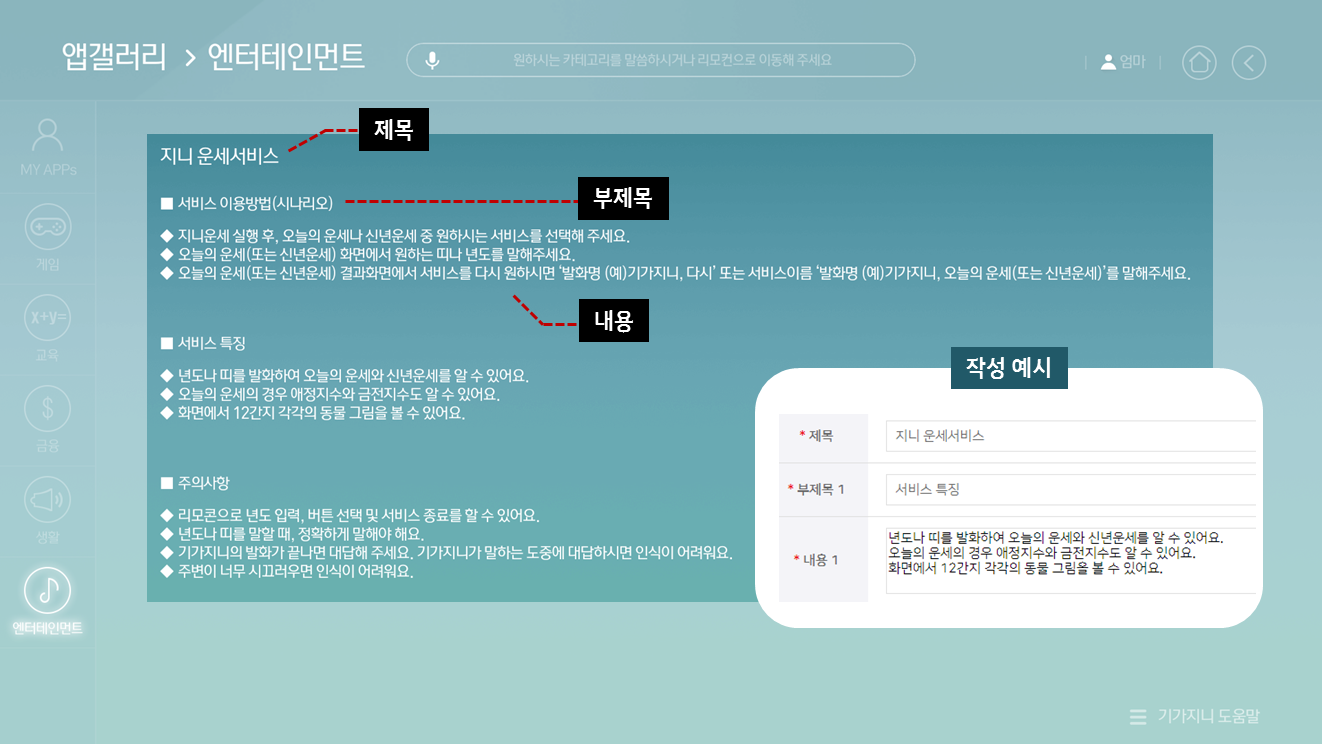 앱갤러리 > 엔터테인먼트
원하시는 카테고리를 말씀하시거나 리모컨으로 이동해 주세요
엄마
MY APPs
게임
x+y=
교육
$
금융
생활
엔터테인먼트
제목
지니 운세서비스
부제목
■ 서비스 이용방법(시나리오)
◆ 지니운세 실행 후, 오늘의 운세나 신년운세 중 원하시는 서비스를 선택해 주세요.
◆ 오늘의 운세(또는 신년운세) 화면에서 원하는 띠나 년도를 말해주세요.
◆ 오늘의 운세(또는 신년운세) 결과화면에서 서비스를 다시 원하시면 ‘발화명 (예)기가지니, 다시’ 또는 서비스이름 ‘발화명 (예)기가지니, 오늘의 운세(또는 신년운세)’를 말해주세요.
내용
■ 서비스 특징
◆ 년도나 띠를 발화하여 오늘의 운세와 신년운세를 알 수 있어요.
◆ 오늘의 운세의 경우 애정지수와 금전지수도 알 수 있어요.
◆ 화면에서 12간지 각각의 동물 그림을 볼 수 있어요.
■ 주의사항
◆ 리모콘으로 년도 입력, 버튼 선택 및 서비스 종료를 할 수 있어요.
◆ 년도나 띠를 말할 때, 정확하게 말해야 해요.
◆ 기가지니의 발화가 끝나면 대답해 주세요. 기가지니가 말하는 도중에 대답하시면 인식이 어려워요.
◆ 주변이 너무 시끄러우면 인식이 어려워요.
작성 예시
* 제목
지니 운세서비스
* 부제목 1
서비스 특징
* 내용 1
년도나 띠를 발화하여 오늘의 운세와 신년운세를 알 수 있어요.
오늘의 운세의 경우 애정지수와 금전지수도 알 수 있어요.
화면에서 12간지 각각의 동물 그림을 볼 수 있어요.
기가지니 도움말